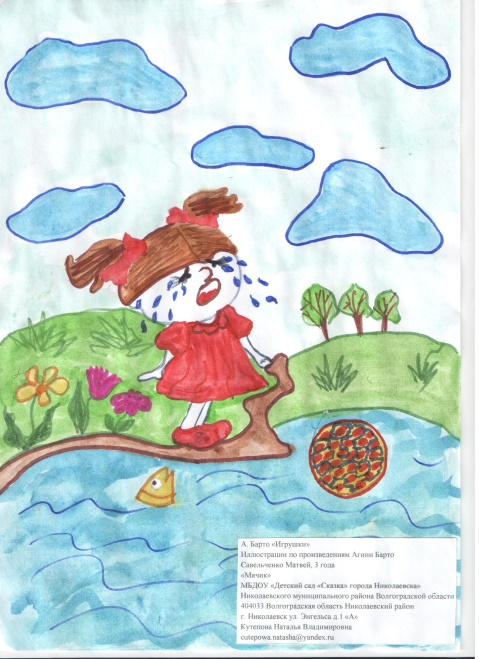 А. Барто «Игрушки»
Иллюстрации по произведениям Агнии Барто
Савельченко Матвей, 3 года
«Мячик»
МБДОУ «Детский сад «Сказка» города Николаевска»
Николаевского муниципального района Волгоградской области
404033 Волгоградская область Николаевский район
г. Николаевск ул. Энгельса д.1 «А»
Кутепова Наталья Владимировна
cutepowa.natasha@yandex.ru